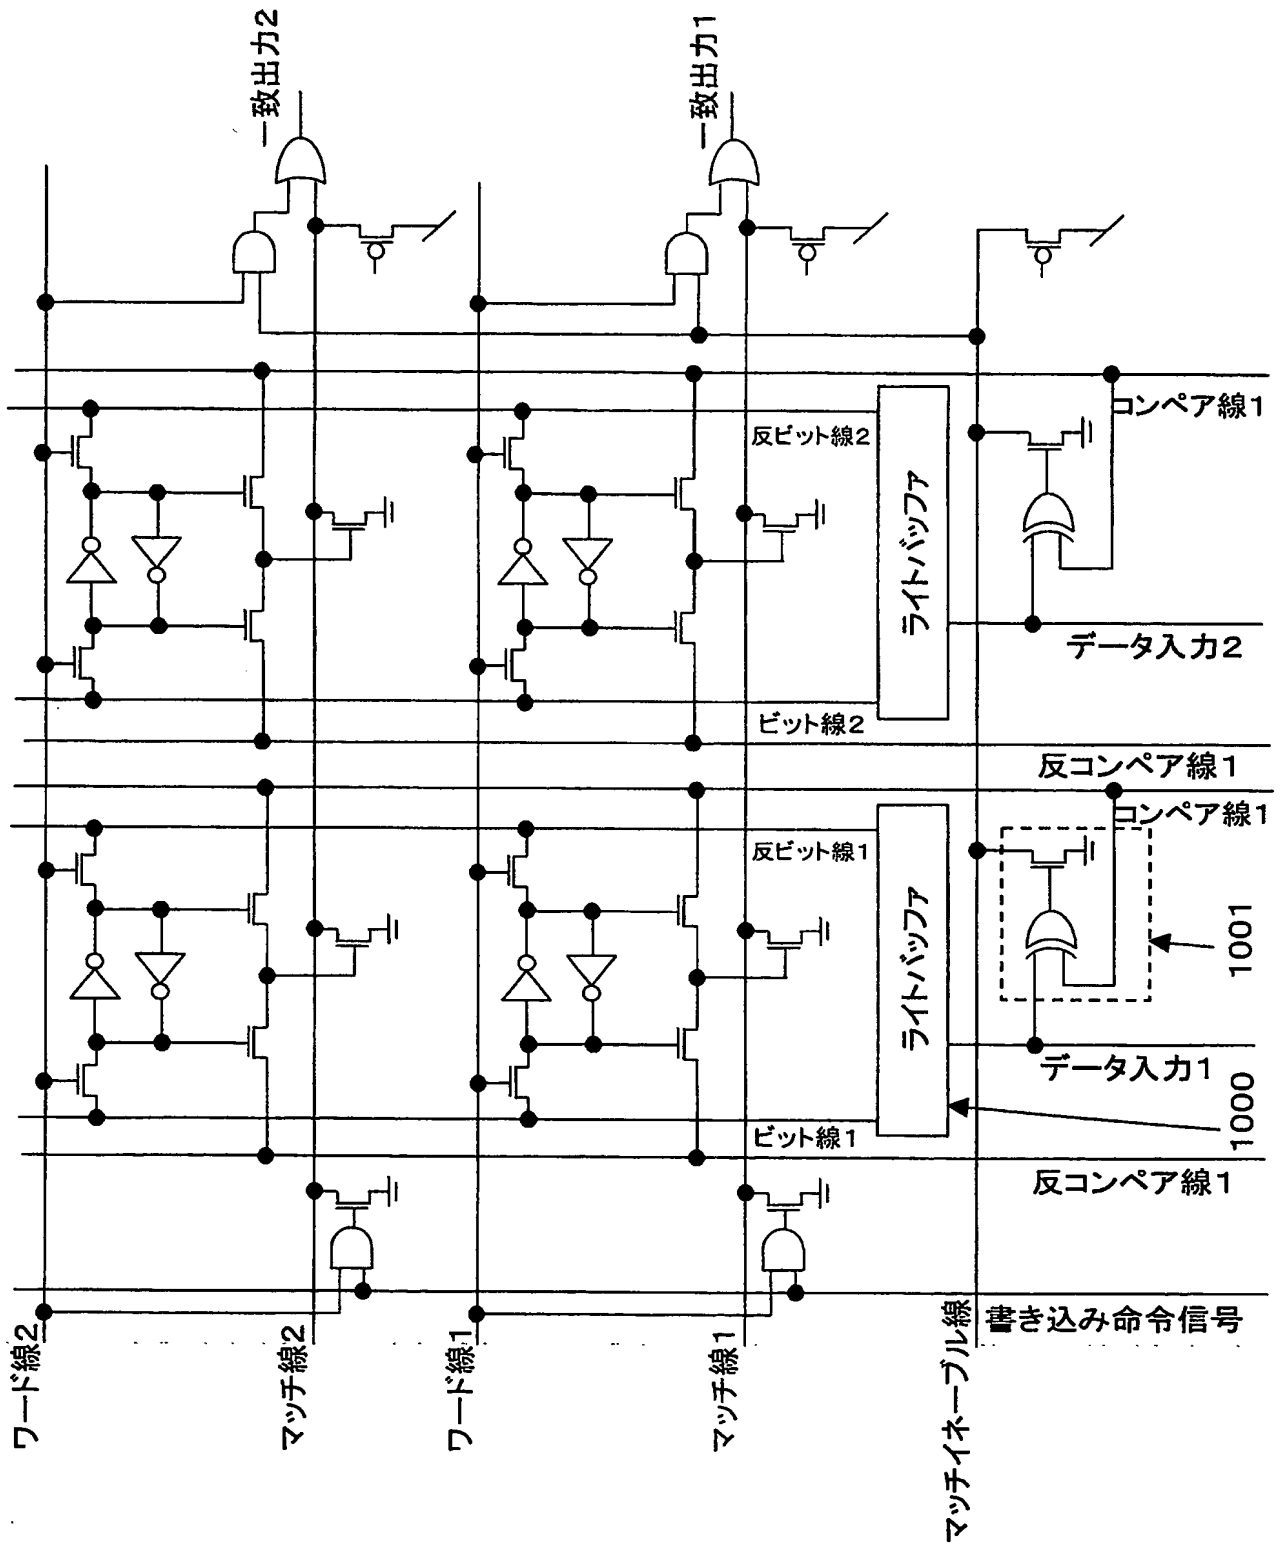 一致出力2
一致出力1
コンペア線1
反ビット線2
ライトバッファ
データ入力2
ビット線2
反コンペア線1
コンペア線1
反ビット線1
ライトバッファ
1001
データ入力1
1000
ビット線1
反コンペア線1
書き込み命令信号
ワード線2
マッチ線2
ワード線1
マッチ線1
マッチイネーブル線